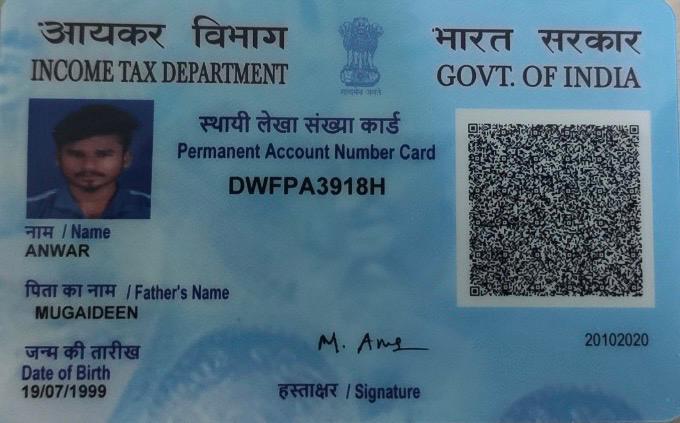 आयकर विभाग
INCOME TAX DEPARTMENT
सत्यमेव जयते
भारत सरकार
GOVT. OF INDIA
स्थायी लेखा संख्या कार्ड
Permanent Account Number Card
DWFPA3918H
नाम / Name
ANWAR
पिता का नाम / Father's Name
MUGAIDEEN
जन्म की तारीख
Date of Birth
19/07/1999
हस्ताक्षर / Signature
20102020